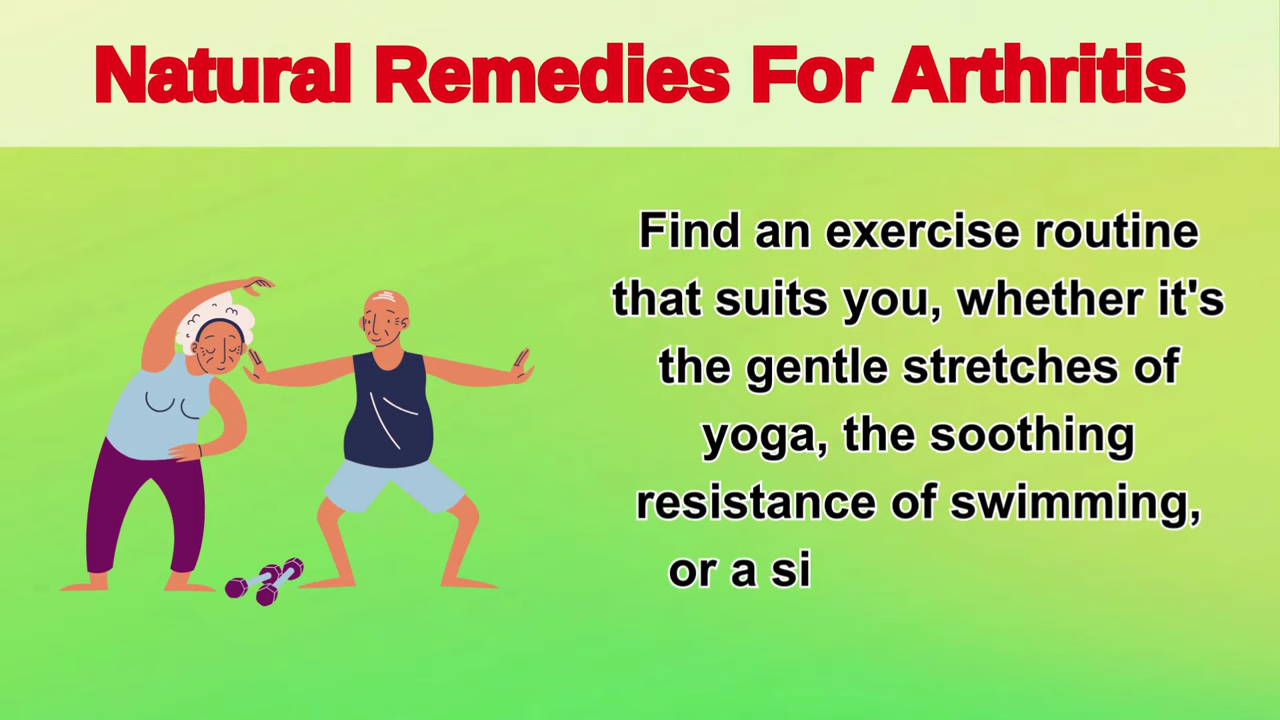 Natural Remedies For Arthritis
Find an exercise routine
that suits you, whether it's
the gentle stretches of
yoga, the soothing
resistance of swimming,
or a si